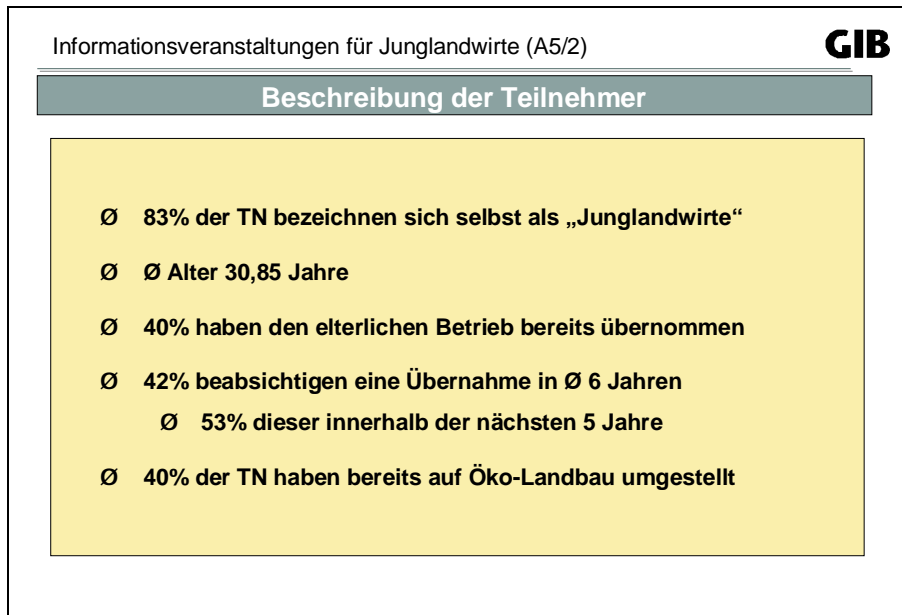 Informationsveranstaltungen für Junglandwirte (A5/2)
GIB
Beschreibung der Teilnehmer
Ø 83% der TN bezeichnen sich selbst als „Junglandwirte“
Ø Ø Alter 30,85 Jahre
Ø 40% haben den elterlichen Betrieb bereits übernommen
Ø 42% beabsichtigen eine Übernahme in Ø 6 Jahren
Ø 53% dieser innerhalb der nächsten 5 Jahre
Ø 40% der TN haben bereits auf Öko-Landbau umgestellt